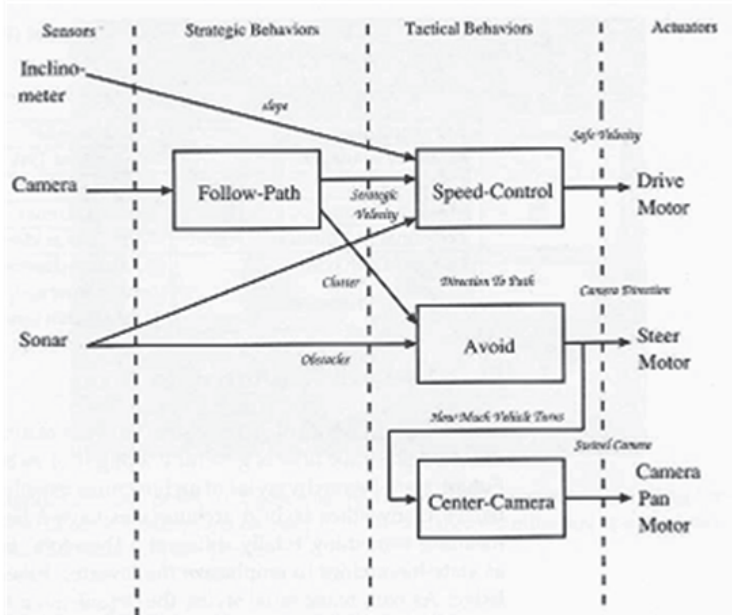 Sensors
Strategic Behaviors
Tactical Behaviors
Actuators
Inclino-
meter
slope
Safe Velocity
Camera
Follow-Path
Speed-Control
Drive
Motor
Strategic
Velocity
Clutter
Direction To Path
Camera Direction
Sonar
Obstacles
Avoid
Steer
Motor
How Much Vehicle Turns
Center-Camera
Camera
Pan
Motor